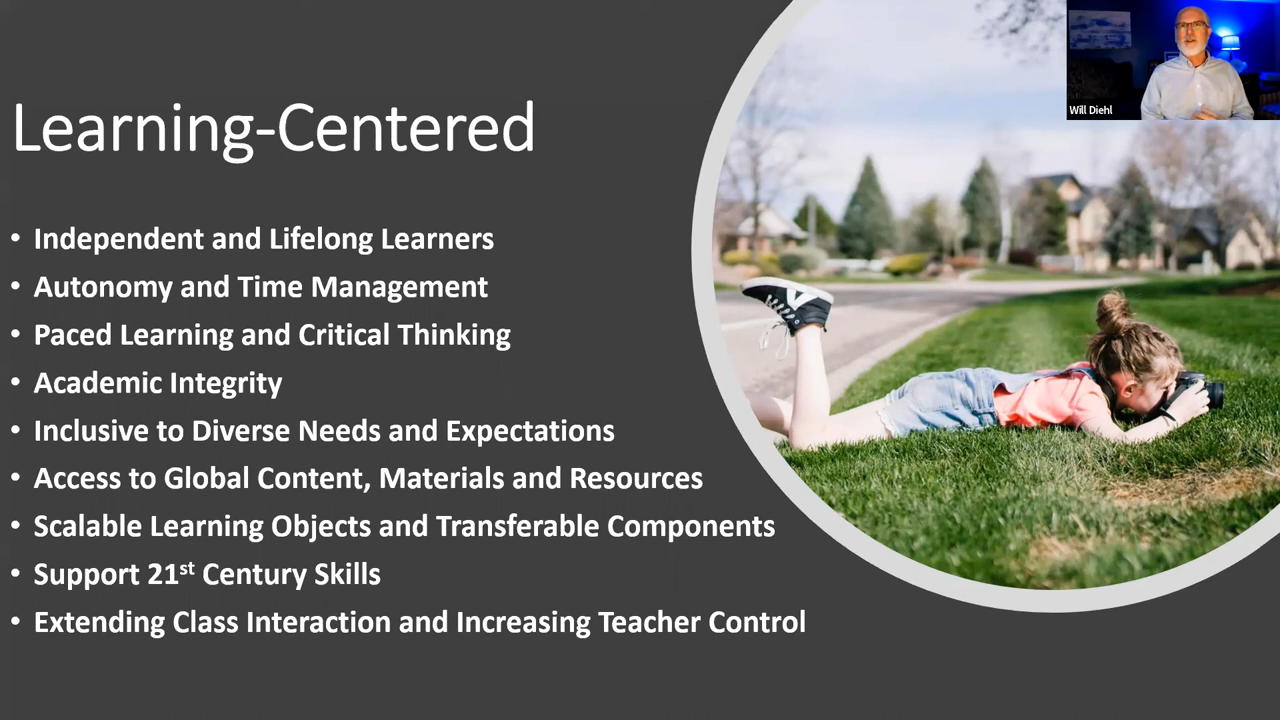 Will Diehl
Learning-Centered
• Independent and Lifelong Learners
• Autonomy and Time Management
• Paced Learning and Critical Thinking
• Academic Integrity
• Inclusive to Diverse Needs and Expectations
• Access to Global Content, Materials and Resources
• Scalable Learning Objects and Transferable Components
• Support 21st Century Skills
• Extending Class Interaction and Increasing Teacher Control